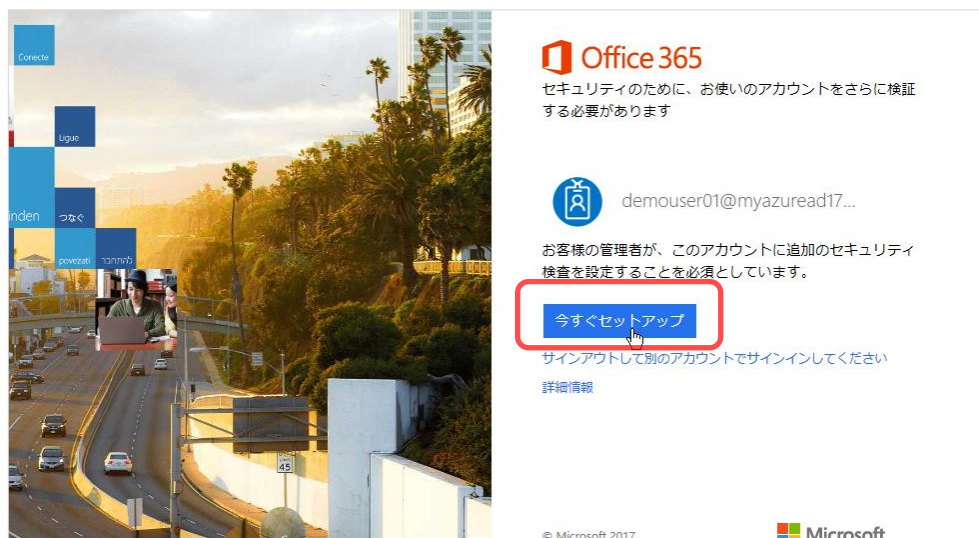 Conecte
Ligue
inden
つなぐ
povezati
להתחבר
LIMIT
45
Office 365
セキュリティのために、お使いのアカウントをさらに検証
する必要があります
demouser01@myazuread17...
お客様の管理者が、このアカウントに追加のセキュリティ
検査を設定することを必須としています。
今すぐセットアップ
サインアウトして別のアカウントでサインインしてください
詳細情報
© Microsoft 2017
Microsoft